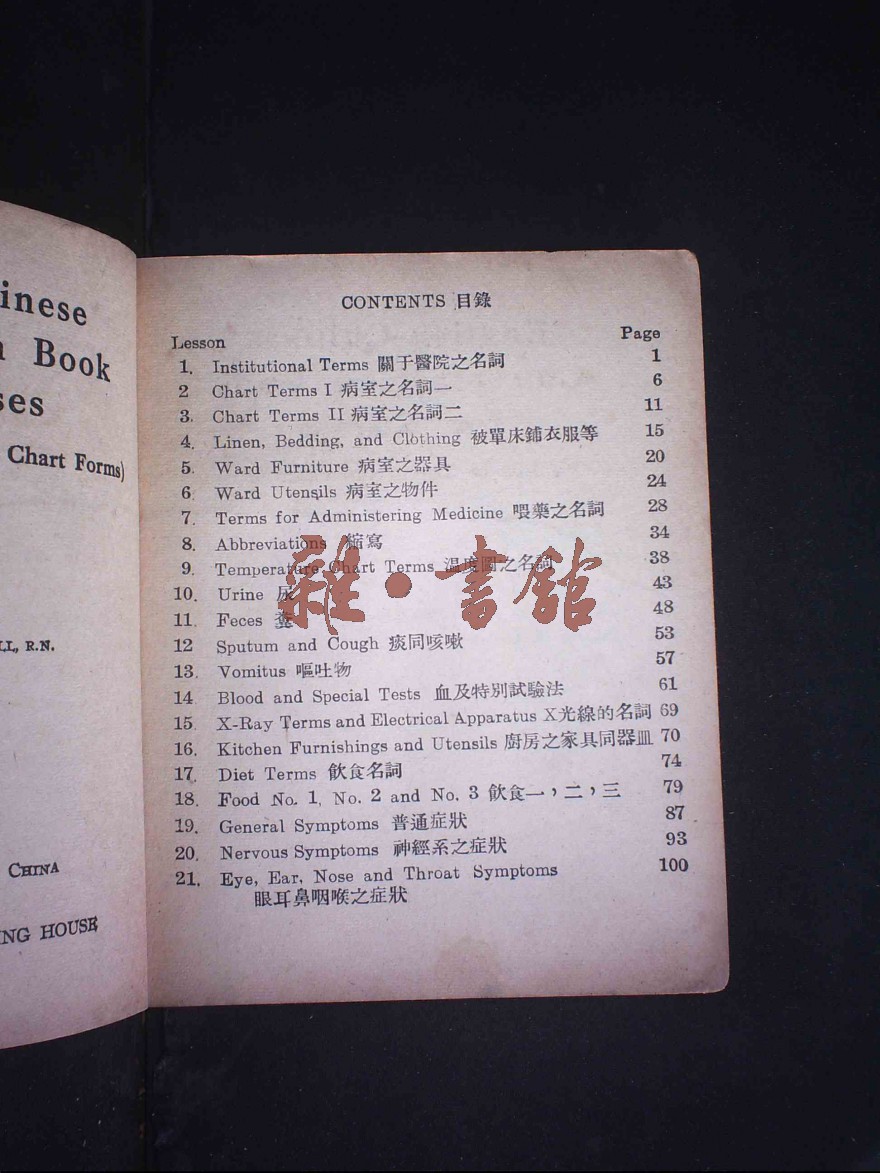 inese
Book
ses
Chart Forms)
LL, R.N.
CHINA
NG HOUSE
CONTENTS 目錄
Lesson Page
1. Institutional Terms 關于醫院之名詞 1
2 Chart Terms I 病室之名詞一 6
3. Chart Terms II 病室之名詞二 11
4. Linen, Bedding, and Clothing 被單床鋪衣服等 15
5. Ward Furniture 病室之器具 20
6. Ward Utensils 病室之物件 24
7. Terms for Administering Medicine 喂藥之名詞 28
8. Abbreviations 縮寫 34
9. Temperature Chart Terms 温度圖之名詞 38
10. Urine 尿 43
11. Feces 糞 48
12 Sputum and Cough 痰同咳嗽 53
13. Vomitus 嘔吐物 57
14. Blood and Special Tests 血及特別試驗法 61
15. X-Ray Terms and Electrical Apparatus X光線的名詞 69
16. Kitchen Furnishings and Utensils 廚房之家具同器皿 70
17. Diet Terms 飲食名詞 74
18. Food No. 1, No. 2 and No. 3 飲食一，二，三 79
19. General Symptoms 普通症狀 87
20. Nervous Symptoms 神經系之症狀 93
21. Eye, Ear, Nose and Throat Symptoms 100
眼耳鼻咽喉之症狀
雜·書館